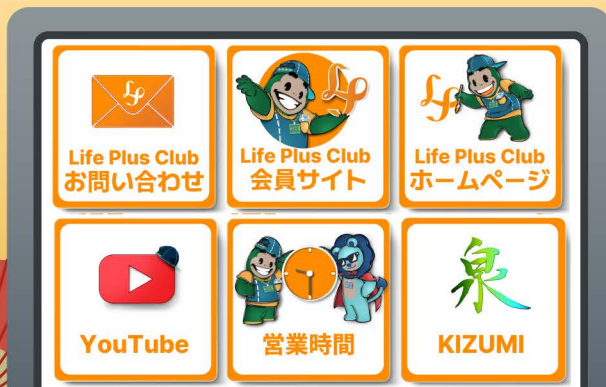 Life Plus Club
お問い合わせ
Life Plus Club
会員サイト
Life Plus Club
ホームページ
YouTube
営業時間
泉
KIZUMI